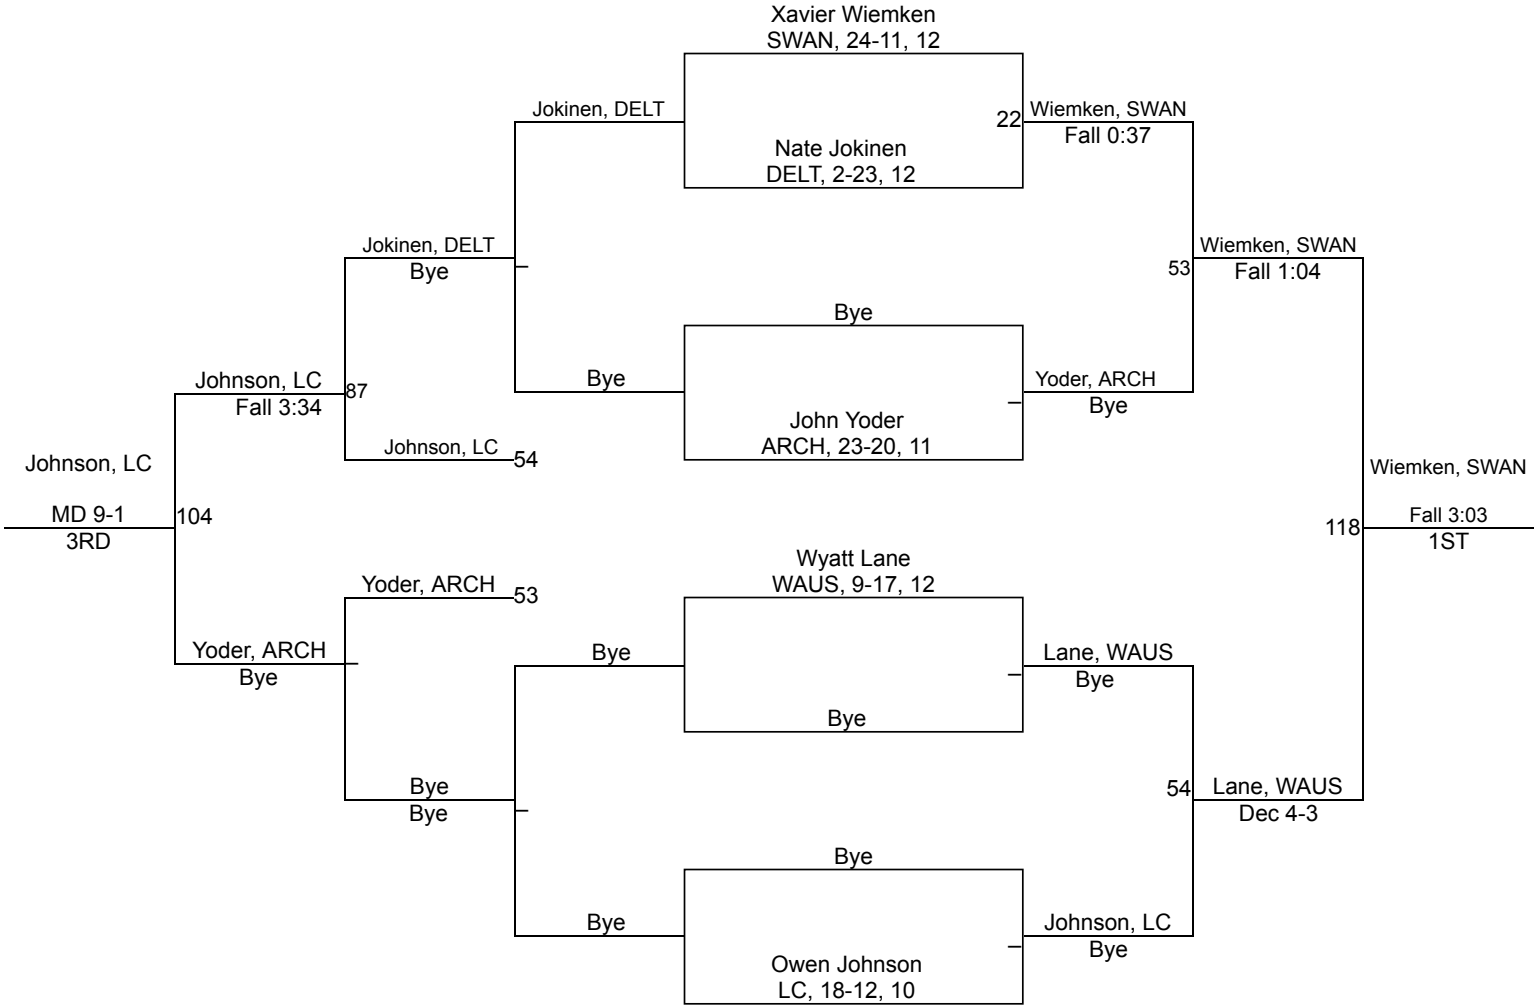 Xavier Wiemken
SWAN, 24-11, 12
Jokinen, DELT
22
Wiemken, SWAN
Fall 0:37
Nate Jokinen
DELT, 2-23, 12
Jokinen, DELT
Bye
Wiemken, SWAN
53
Fall 1:04
Bye
Johnson, LC
87
Fall 3:34
Bye
Yoder, ARCH
Bye
John Yoder
ARCH, 23-20, 11
Johnson, LC
54
Johnson, LC
Wiemken, SWAN
MD 9-1
104
3RD
118
Fall 3:03
1ST
Wyatt Lane
WAUS, 9-17, 12
Yoder, ARCH
53
Yoder, ARCH
Bye
Bye
Lane, WAUS
Bye
Bye
Bye
Bye
54
Lane, WAUS
Dec 4-3
Bye
Bye
Johnson, LC
Bye
Owen Johnson
LC, 18-12, 10